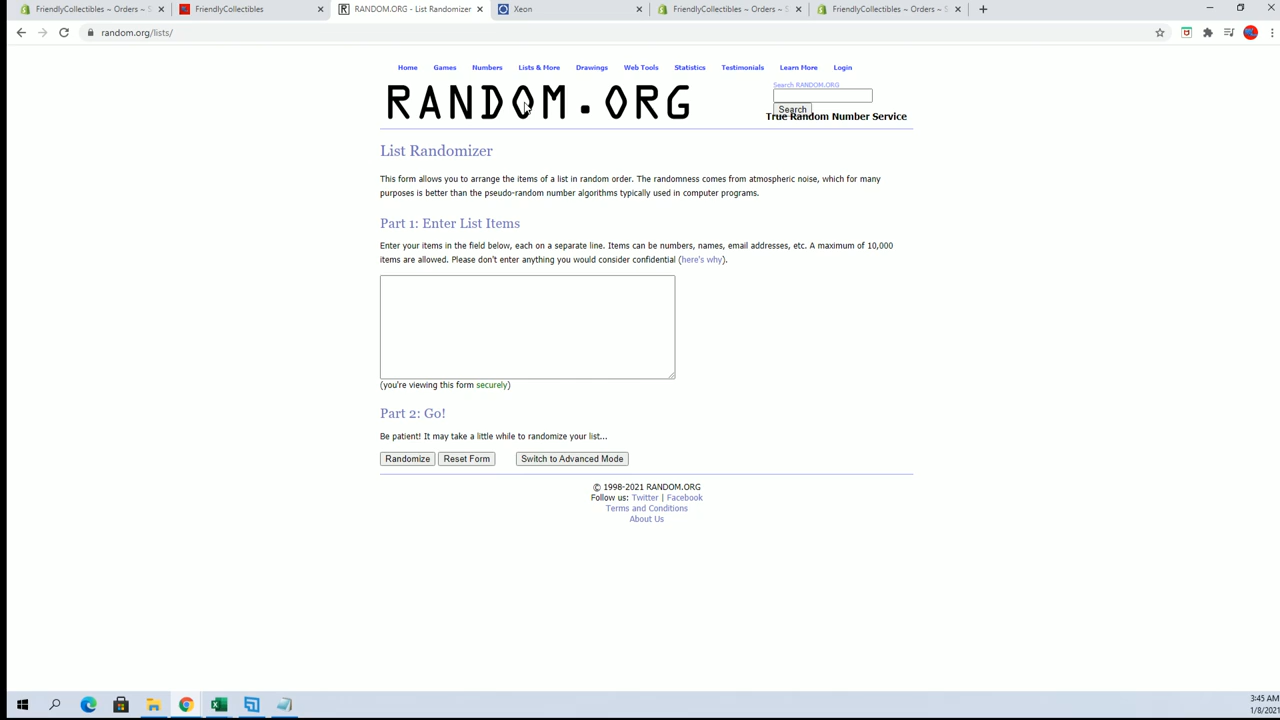 FriendlyCollectibles ~ Orders ~ S
FriendlyCollectibles
RANDOM.ORG - List Randomizer
Xeon
FriendlyCollectibles ~ Orders ~ S
FriendlyCollectibles ~ Orders ~ S
random.org/lists/
Home Games Numbers Lists & More Drawings Web Tools Statistics Testimonials Learn More Login
RANDOM.ORG
Search RANDOM.ORG
Search
True Random Number Service
List Randomizer
This form allows you to arrange the items of a list in random order. The randomness comes from atmospheric noise, which for many
purposes is better than the pseudo-random number algorithms typically used in computer programs.
Part 1: Enter List Items
Enter your items in the field below, each on a separate line. Items can be numbers, names, email addresses, etc. A maximum of 10,000
items are allowed. Please don't enter anything you would consider confidential (here's why).
(you're viewing this form securely)
Part 2: Go!
Be patient! It may take a little while to randomize your list...
Randomize Reset Form Switch to Advanced Mode
© 1998-2021 RANDOM.ORG
Follow us: Twitter | Facebook
Terms and Conditions
About Us
3:45 AM
1/8/2021